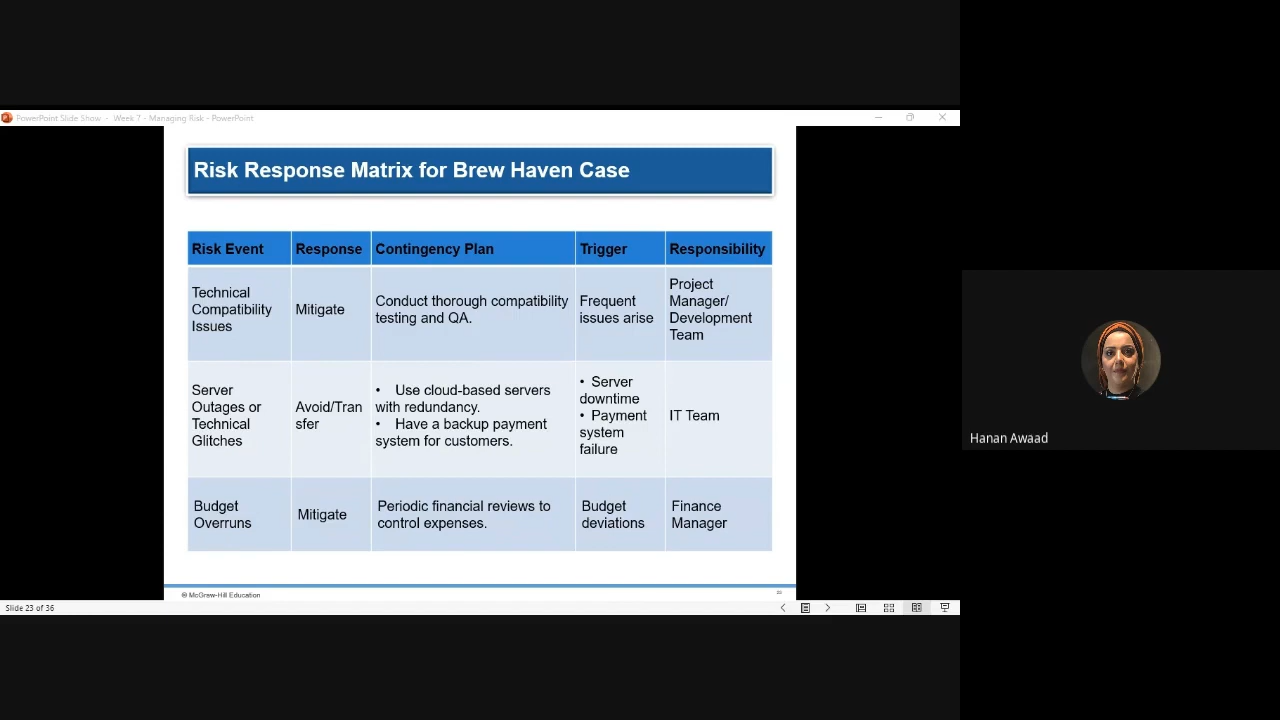 PowerPoint Slide Show - Week 7 - Managing Risk - PowerPoint
Risk Response Matrix for Brew Haven Case
Risk Event
Response
Contingency Plan
Trigger
Responsibility
Technical
Compatibility
Issues
Mitigate
Conduct thorough compatibility
testing and QA.
Frequent
issues arise
Project
Manager/
Development
Team
Server
Outages or
Technical
Glitches
Avoid/Tran
sfer
• Use cloud-based servers
with redundancy.
• Have a backup payment
system for customers.
• Server
downtime
• Payment
system
failure
IT Team
Budget
Overruns
Mitigate
Periodic financial reviews to
control expenses.
Budget
deviations
Finance
Manager
© McGraw-Hill Education
Slide 23 of 36
Hanan Awaad